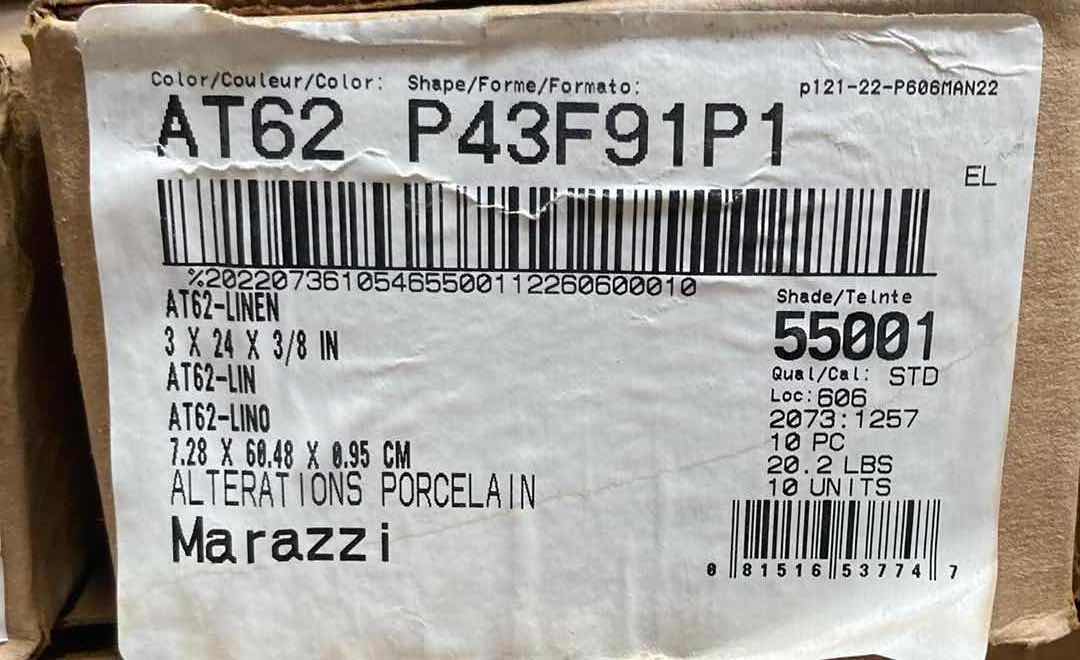 Color/Couleur/Color: Shape/Forme/Formato: p121-22-P606MAN22
AT62 P43F91P1
EL
%20220736105465500112260600010
AT62-LINEN
3 X 24 X 3/8 IN
AT62-LIN
AT62-LINO
7.28 X 60.48 X 0.95 CM
ALTERATIONS PORCELAIN
Marazzi
Shade/Teinte
55001
Qual/Cal: STD
Loc:606
2073:1257
10 PC
20.2 LBS
10 UNITS
0 81516 53774 7